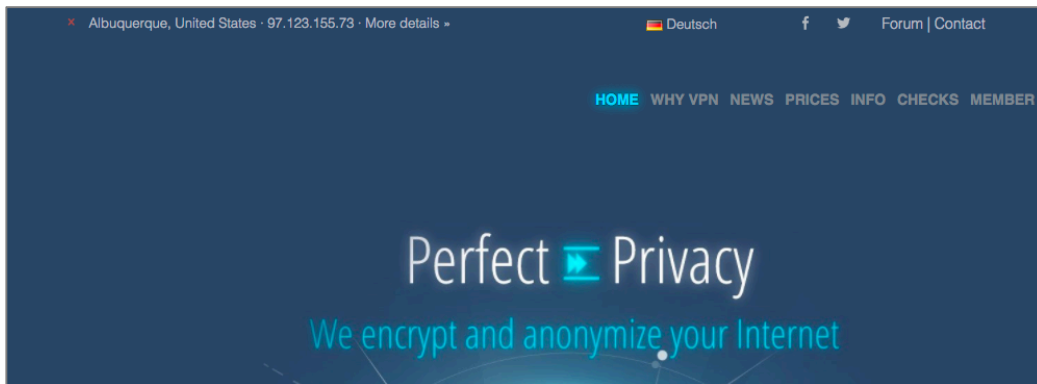 × Albuquerque, United States · 97.123.155.73 · More details » Deutsch Forum | Contact
HOME WHY VPN NEWS PRICES INFO CHECKS MEMBER
Perfect Privacy
We encrypt and anonymize your Internet